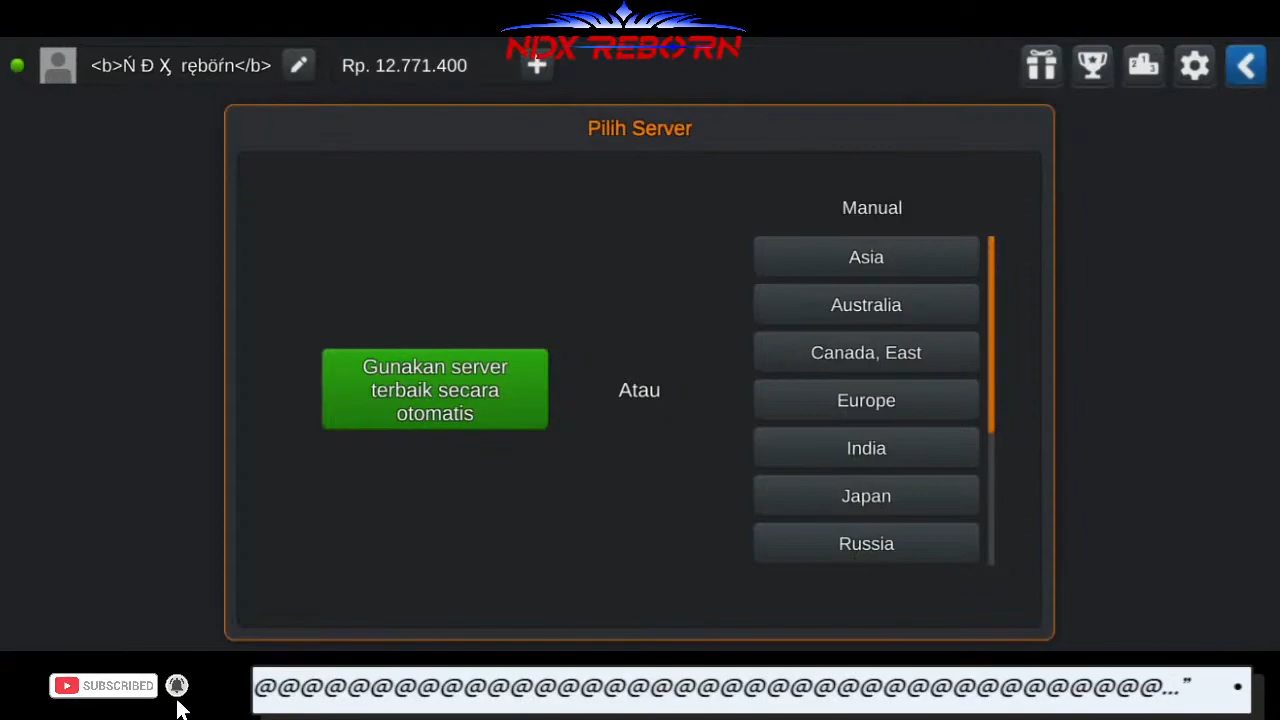 NDX REBORN
<b>Ń Đ Ӽ ręböŕn</b>
Rp. 12.771.400
Pilih Server
Manual
Asia
Australia
Canada, East
Europe
India
Japan
Russia
Gunakan server
terbaik secara
otomatis
Atau
SUBSCRIBED
@@@@@@@@@@@@@@@@@@@@@@@@@@@@@@@@@@@@@@@..." •